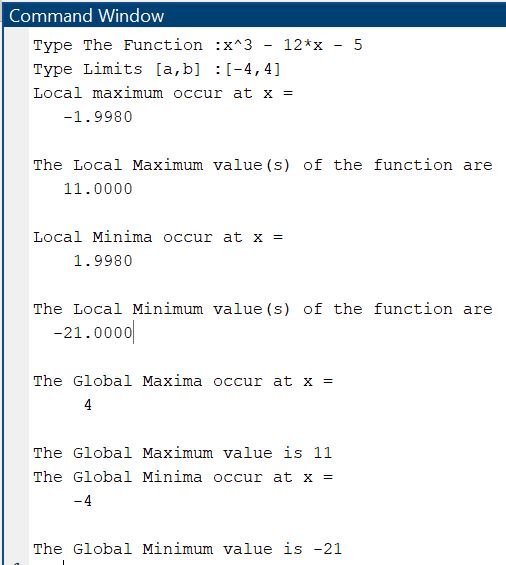 Command Window
Type The Function :x^3 - 12*x - 5
Type Limits [a,b] :[-4,4]
Local maximum occur at x =
-1.9980
The Local Maximum value(s) of the function are
11.0000
Local Minima occur at x =
1.9980
The Local Minimum value(s) of the function are
-21.0000
The Global Maxima occur at x =
4
The Global Maximum value is 11
The Global Minima occur at x =
-4
The Global Minimum value is -21